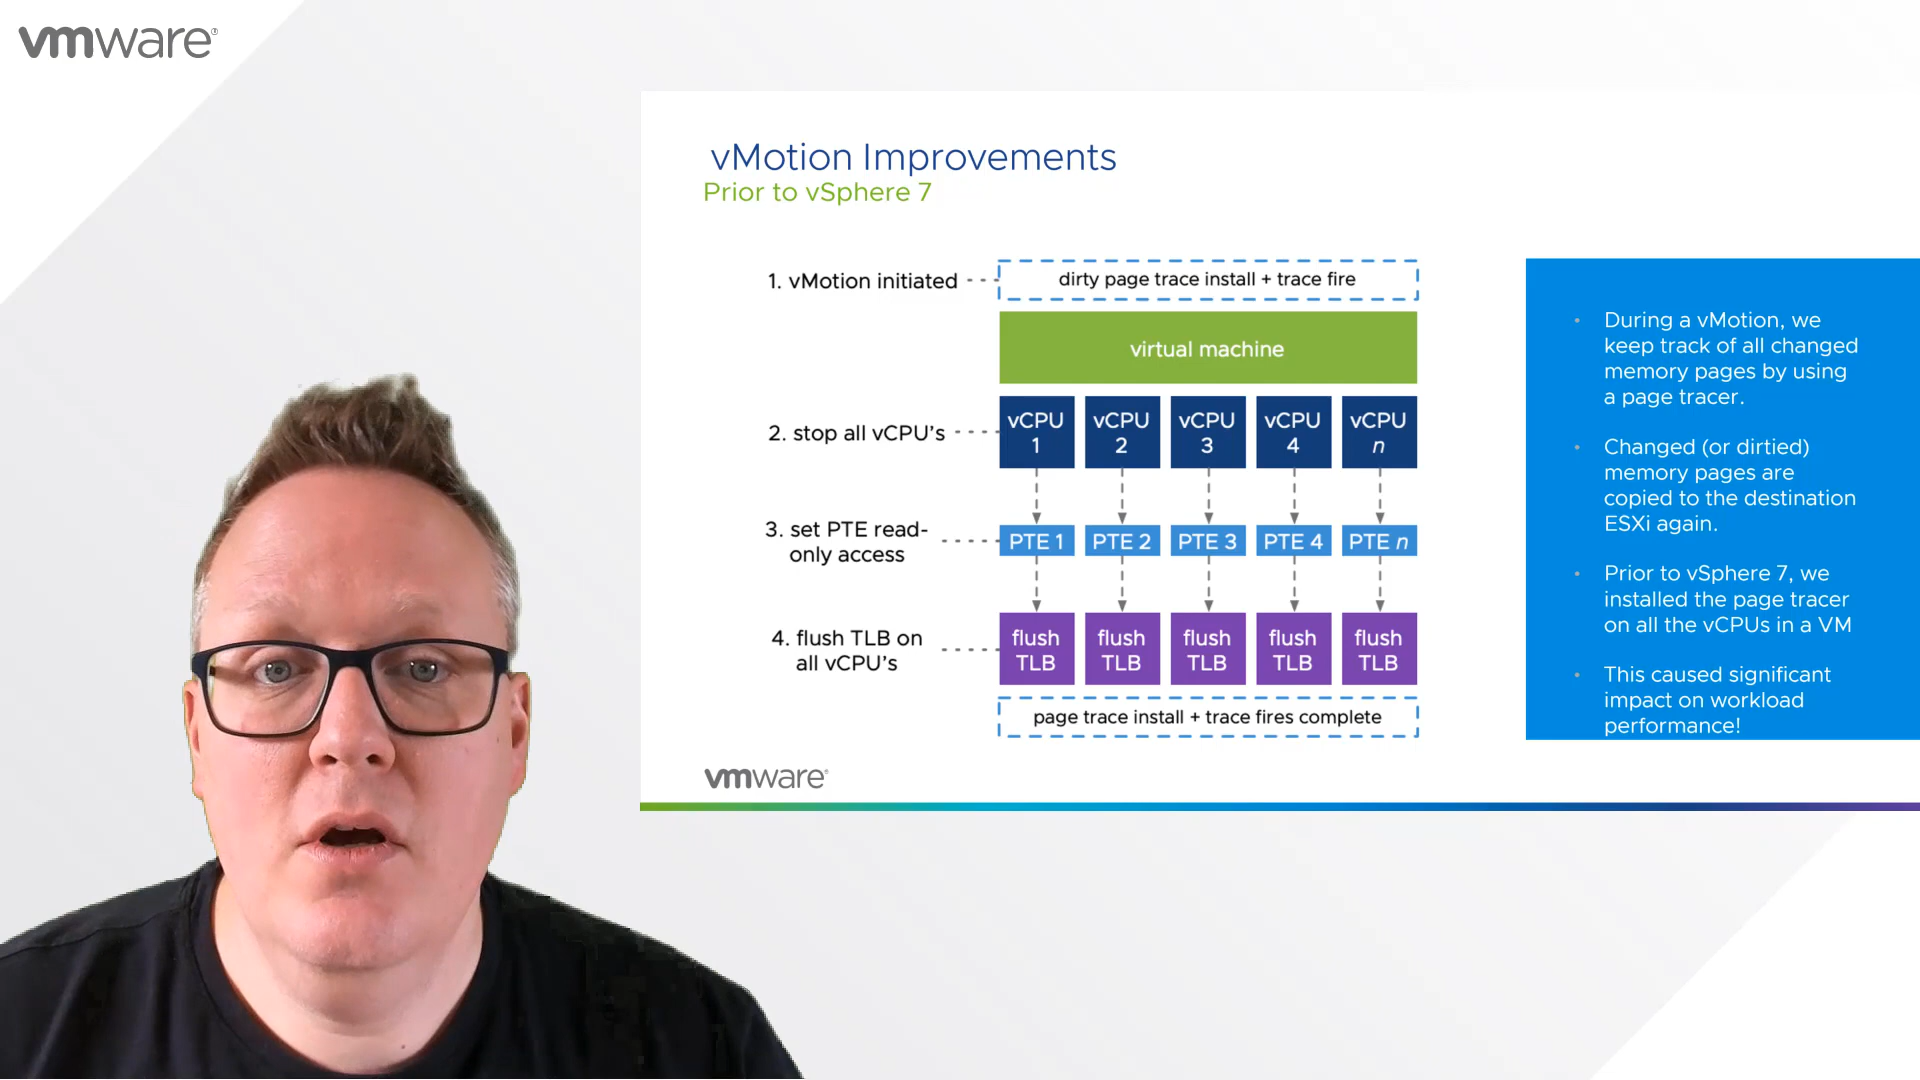 vmware®
vMotion Improvements
Prior to vSphere 7
1. vMotion initiated
dirty page trace install + trace fire
virtual machine
2. stop all vCPU's
vCPU
1
vCPU
2
vCPU
3
vCPU
4
vCPU
n
3. set PTE read-
only access
PTE 1
PTE 2
PTE 3
PTE 4
PTE n
4. flush TLB on
all vCPU's
flush
TLB
flush
TLB
flush
TLB
flush
TLB
flush
TLB
page trace install + trace fires complete
• During a vMotion, we
keep track of all changed
memory pages by using
a page tracer.
• Changed (or dirtied)
memory pages are
copied to the destination
ESXi again.
• Prior to vSphere 7, we
installed the page tracer
on all the vCPUs in a VM
• This caused significant
impact on workload
performance!
vmware®